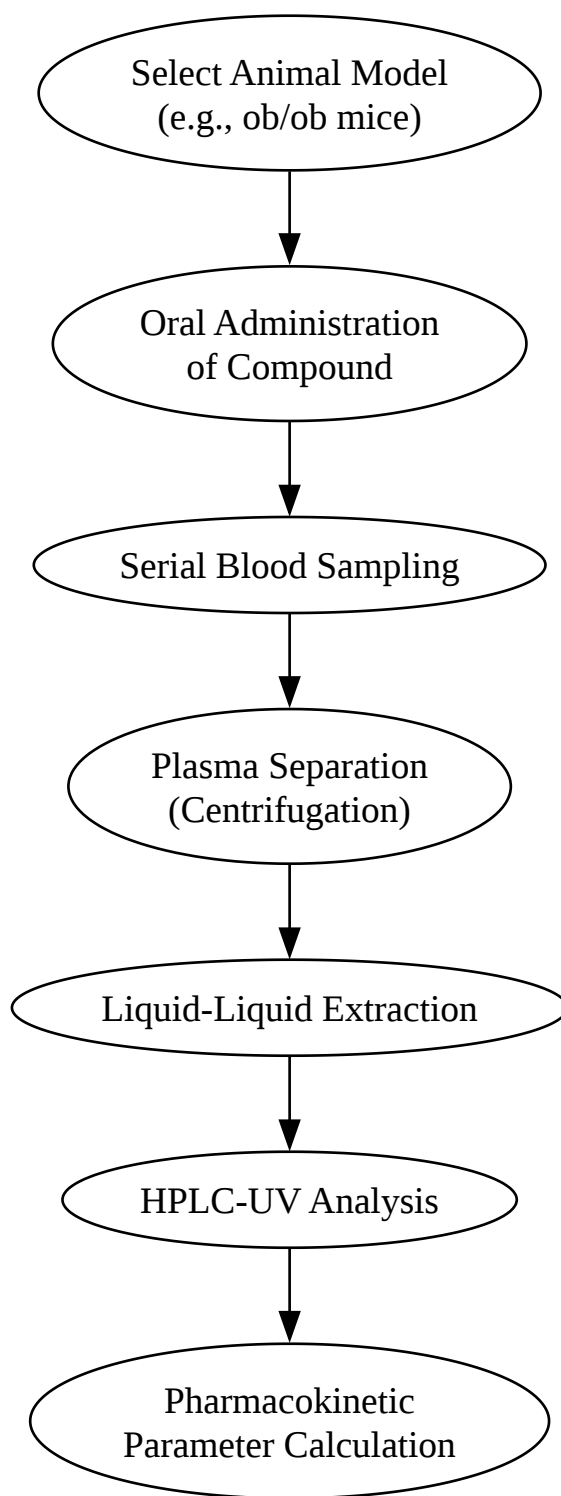 Select Animal Model
(e.g., ob/ob mice)
Oral Administration
of Compound
Serial Blood Sampling
Plasma Separation
(Centrifugation)
Liquid-Liquid Extraction
HPLC-UV Analysis
Pharmacokinetic
Parameter Calculation